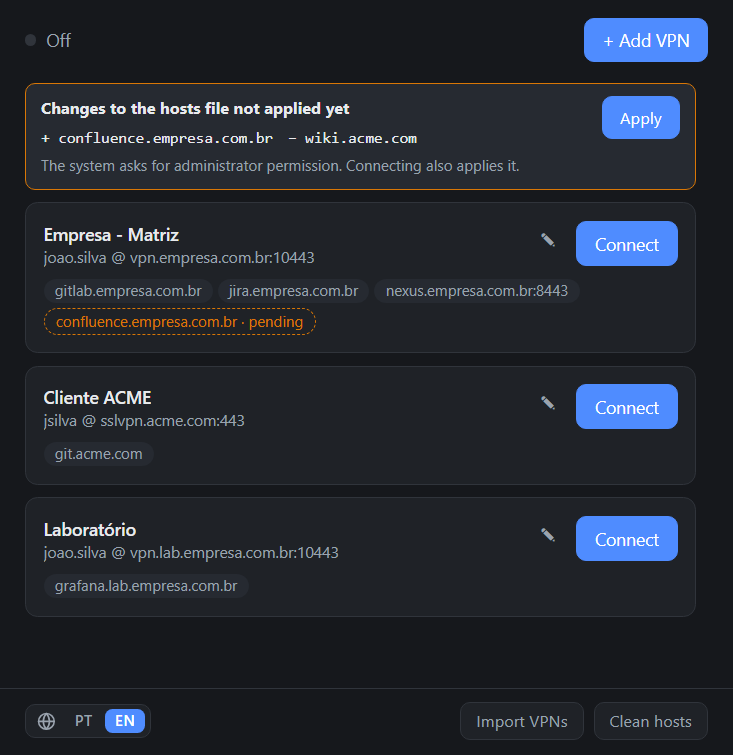 Off
+ Add VPN
Changes to the hosts file not applied yet
+ confluence.empresa.com.br − wiki.acme.com
The system asks for administrator permission. Connecting also applies it.
Apply
Empresa - Matriz
joao.silva @ vpn.empresa.com.br:10443
Connect
gitlab.empresa.com.br jira.empresa.com.br nexus.empresa.com.br:8443
confluence.empresa.com.br · pending
Cliente ACME
jsilva @ sslvpn.acme.com:443
Connect
git.acme.com
Laboratório
joao.silva @ vpn.lab.empresa.com.br:10443
Connect
grafana.lab.empresa.com.br
PT EN
Import VPNs
Clean hosts